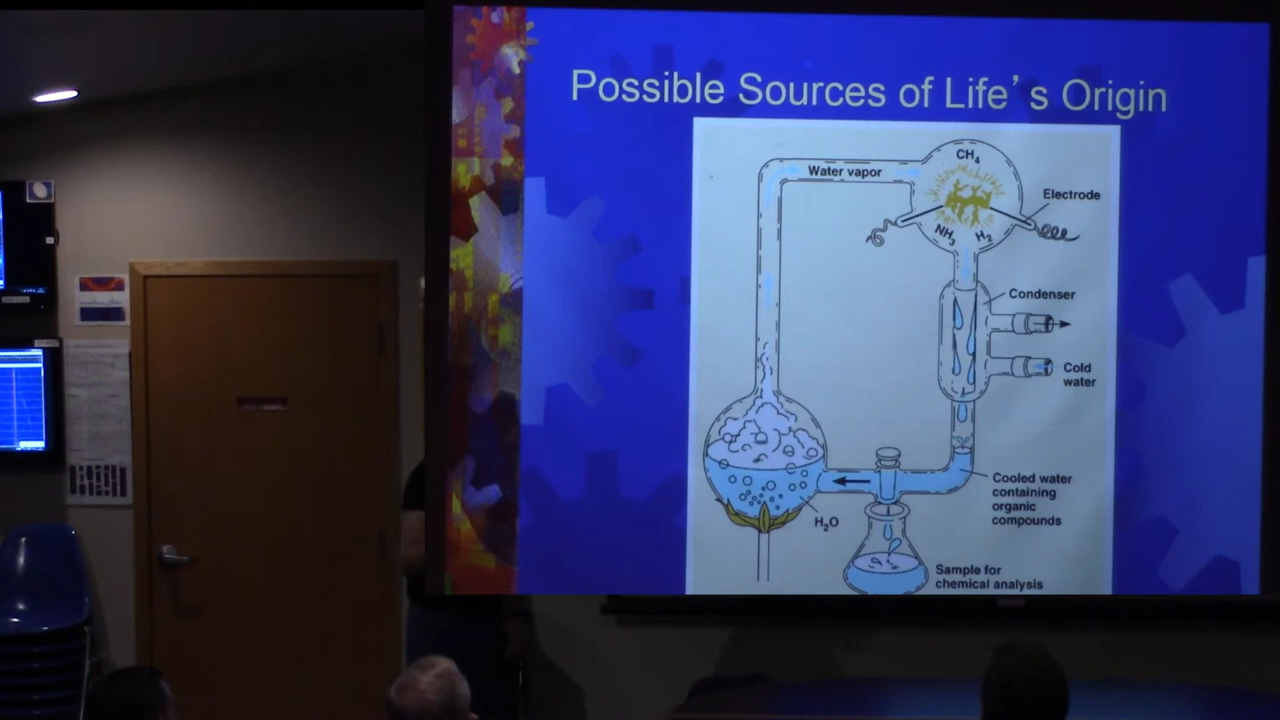 Possible Sources of Life’s Origin
Water vapor
CH₄
Electrode
NH₃
H₂
Condenser
Cold
water
Cooled water
containing
organic
compounds
H₂O
Sample for
chemical analysis